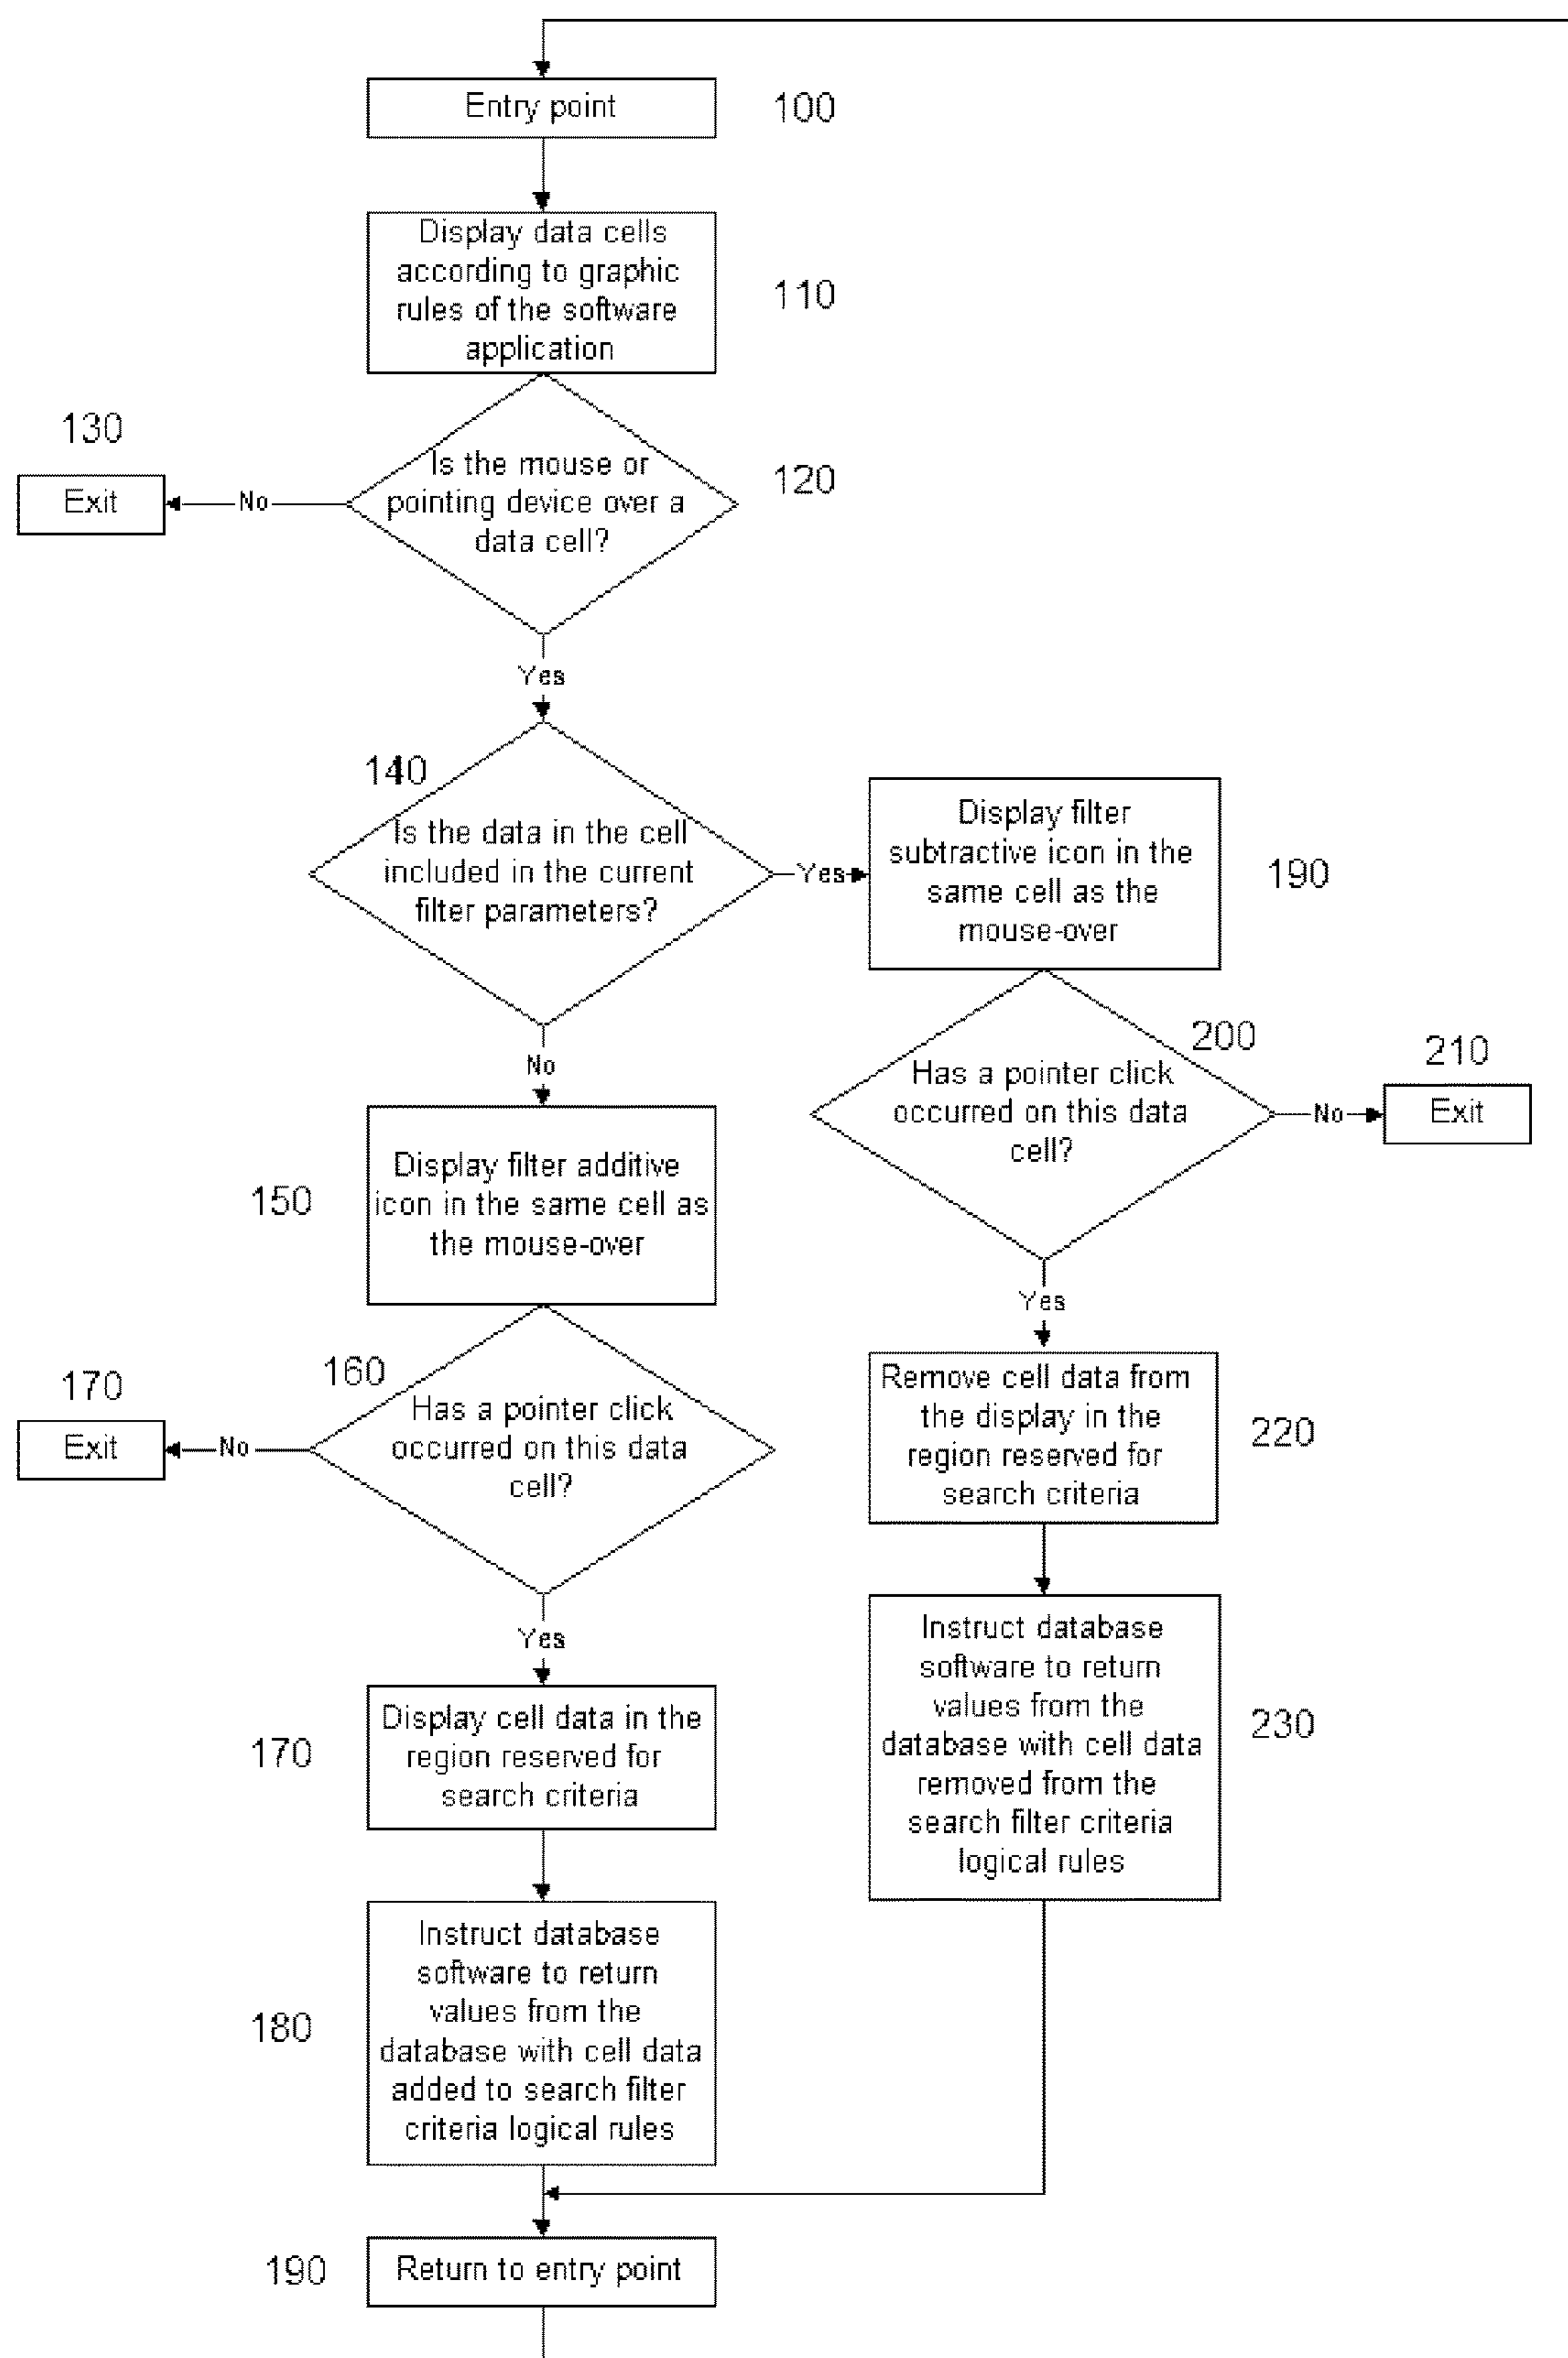 Entry point
100
Display data cells
according to graphic
rules of the software
application
110
130
Exit
No
Is the mouse or
pointing device over a
data cell?
120
Yes
140
Is the data in the cell
included in the current
filter parameters?
Yes
Display filter
subtractive icon in the
same cell as the
mouse-over
190
No
200
Has a pointer click
occurred on this data
cell?
No
210
Exit
150
Display filter additive
icon in the same cell as
the mouse-over
Yes
170
Exit
No
160
Has a pointer click
occurred on this data
cell?
Remove cell data from
the display in the
region reserved for
search criteria
220
Yes
Instruct database
software to return
values from the
database with cell data
removed from the
search filter criteria
logical rules
230
170
Display cell data in the
region reserved for
search criteria
180
Instruct database
software to return
values from the
database with cell data
added to search filter
criteria logical rules
190
Return to entry point